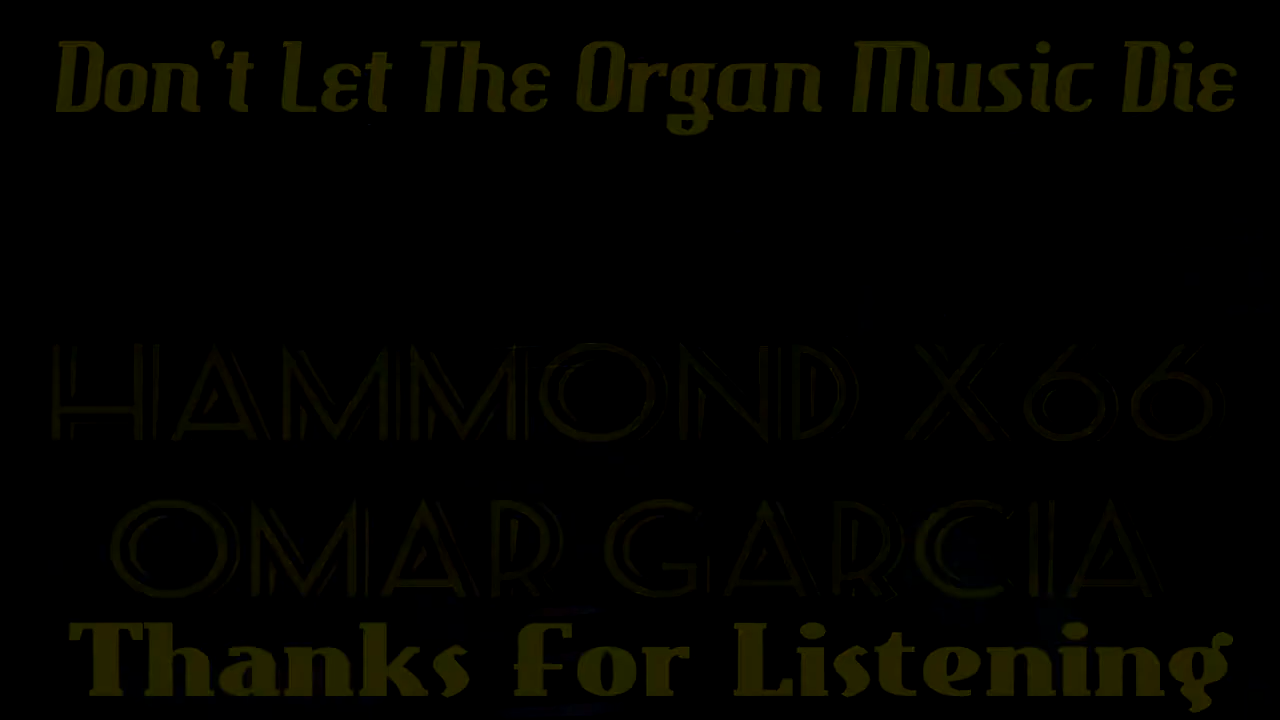 Don't Let The Organ Music Die
HAMMOND X66
OMAR GARCIA
Thanks For Listening